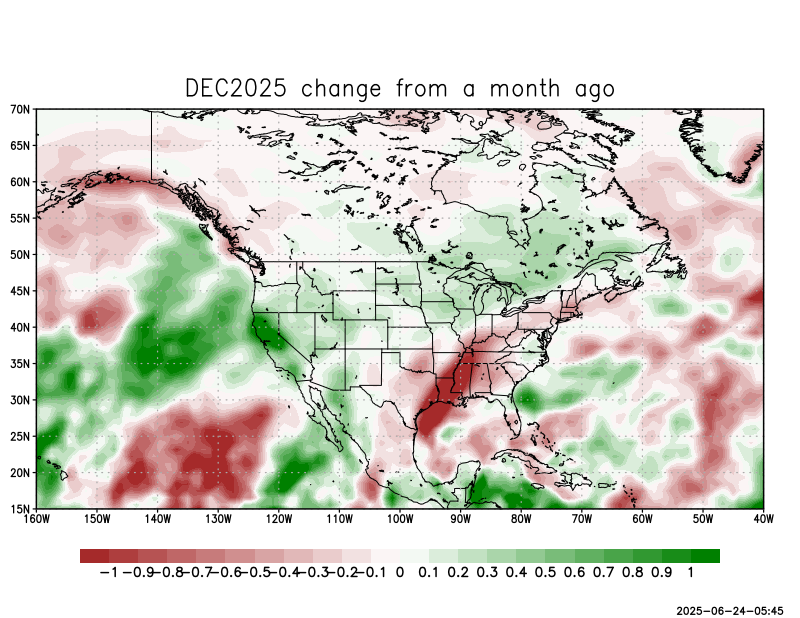 DEC2025 change from a month ago
70N
65N
60N
55N
50N
45N
40N
35N
30N
25N
20N
15N
160W 150W 140W 130W 120W 110W 100W 90W 80W 70W 60W 50W 40W
-1 -0.9 -0.8 -0.7 -0.6 -0.5 -0.4 -0.3 -0.2 -0.1 0 0.1 0.2 0.3 0.4 0.5 0.6 0.7 0.8 0.9 1
2025-06-24-05:45